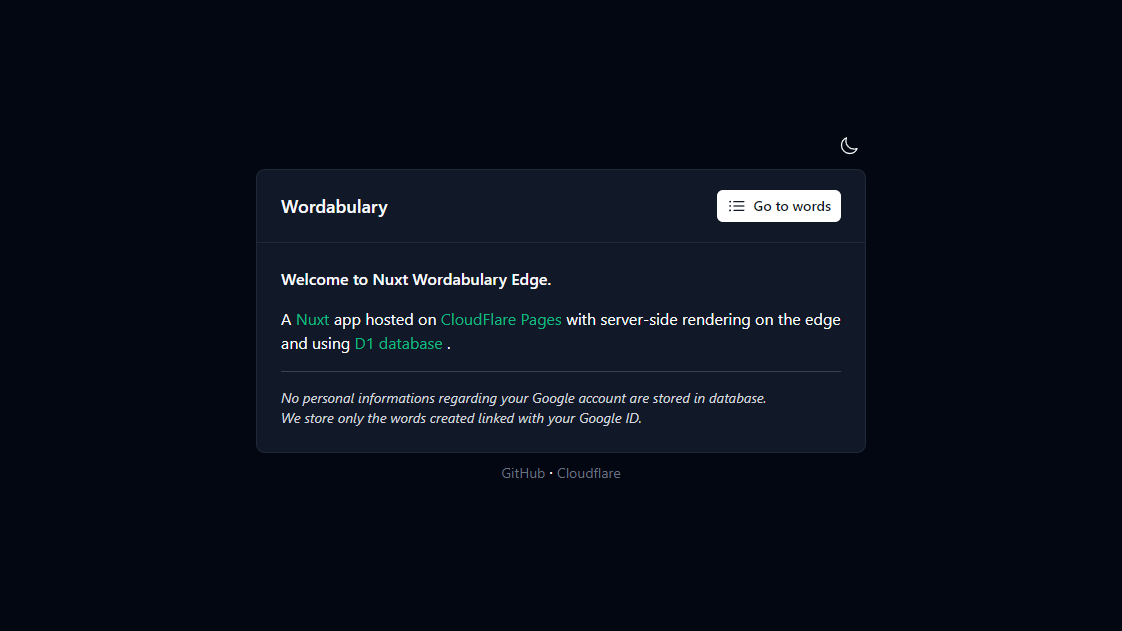 Wordabulary
Go to words
Welcome to Nuxt Wordabulary Edge.
A Nuxt app hosted on CloudFlare Pages with server-side rendering on the edge
and using D1 database .
No personal informations regarding your Google account are stored in database.
We store only the words created linked with your Google ID.
GitHub · Cloudflare